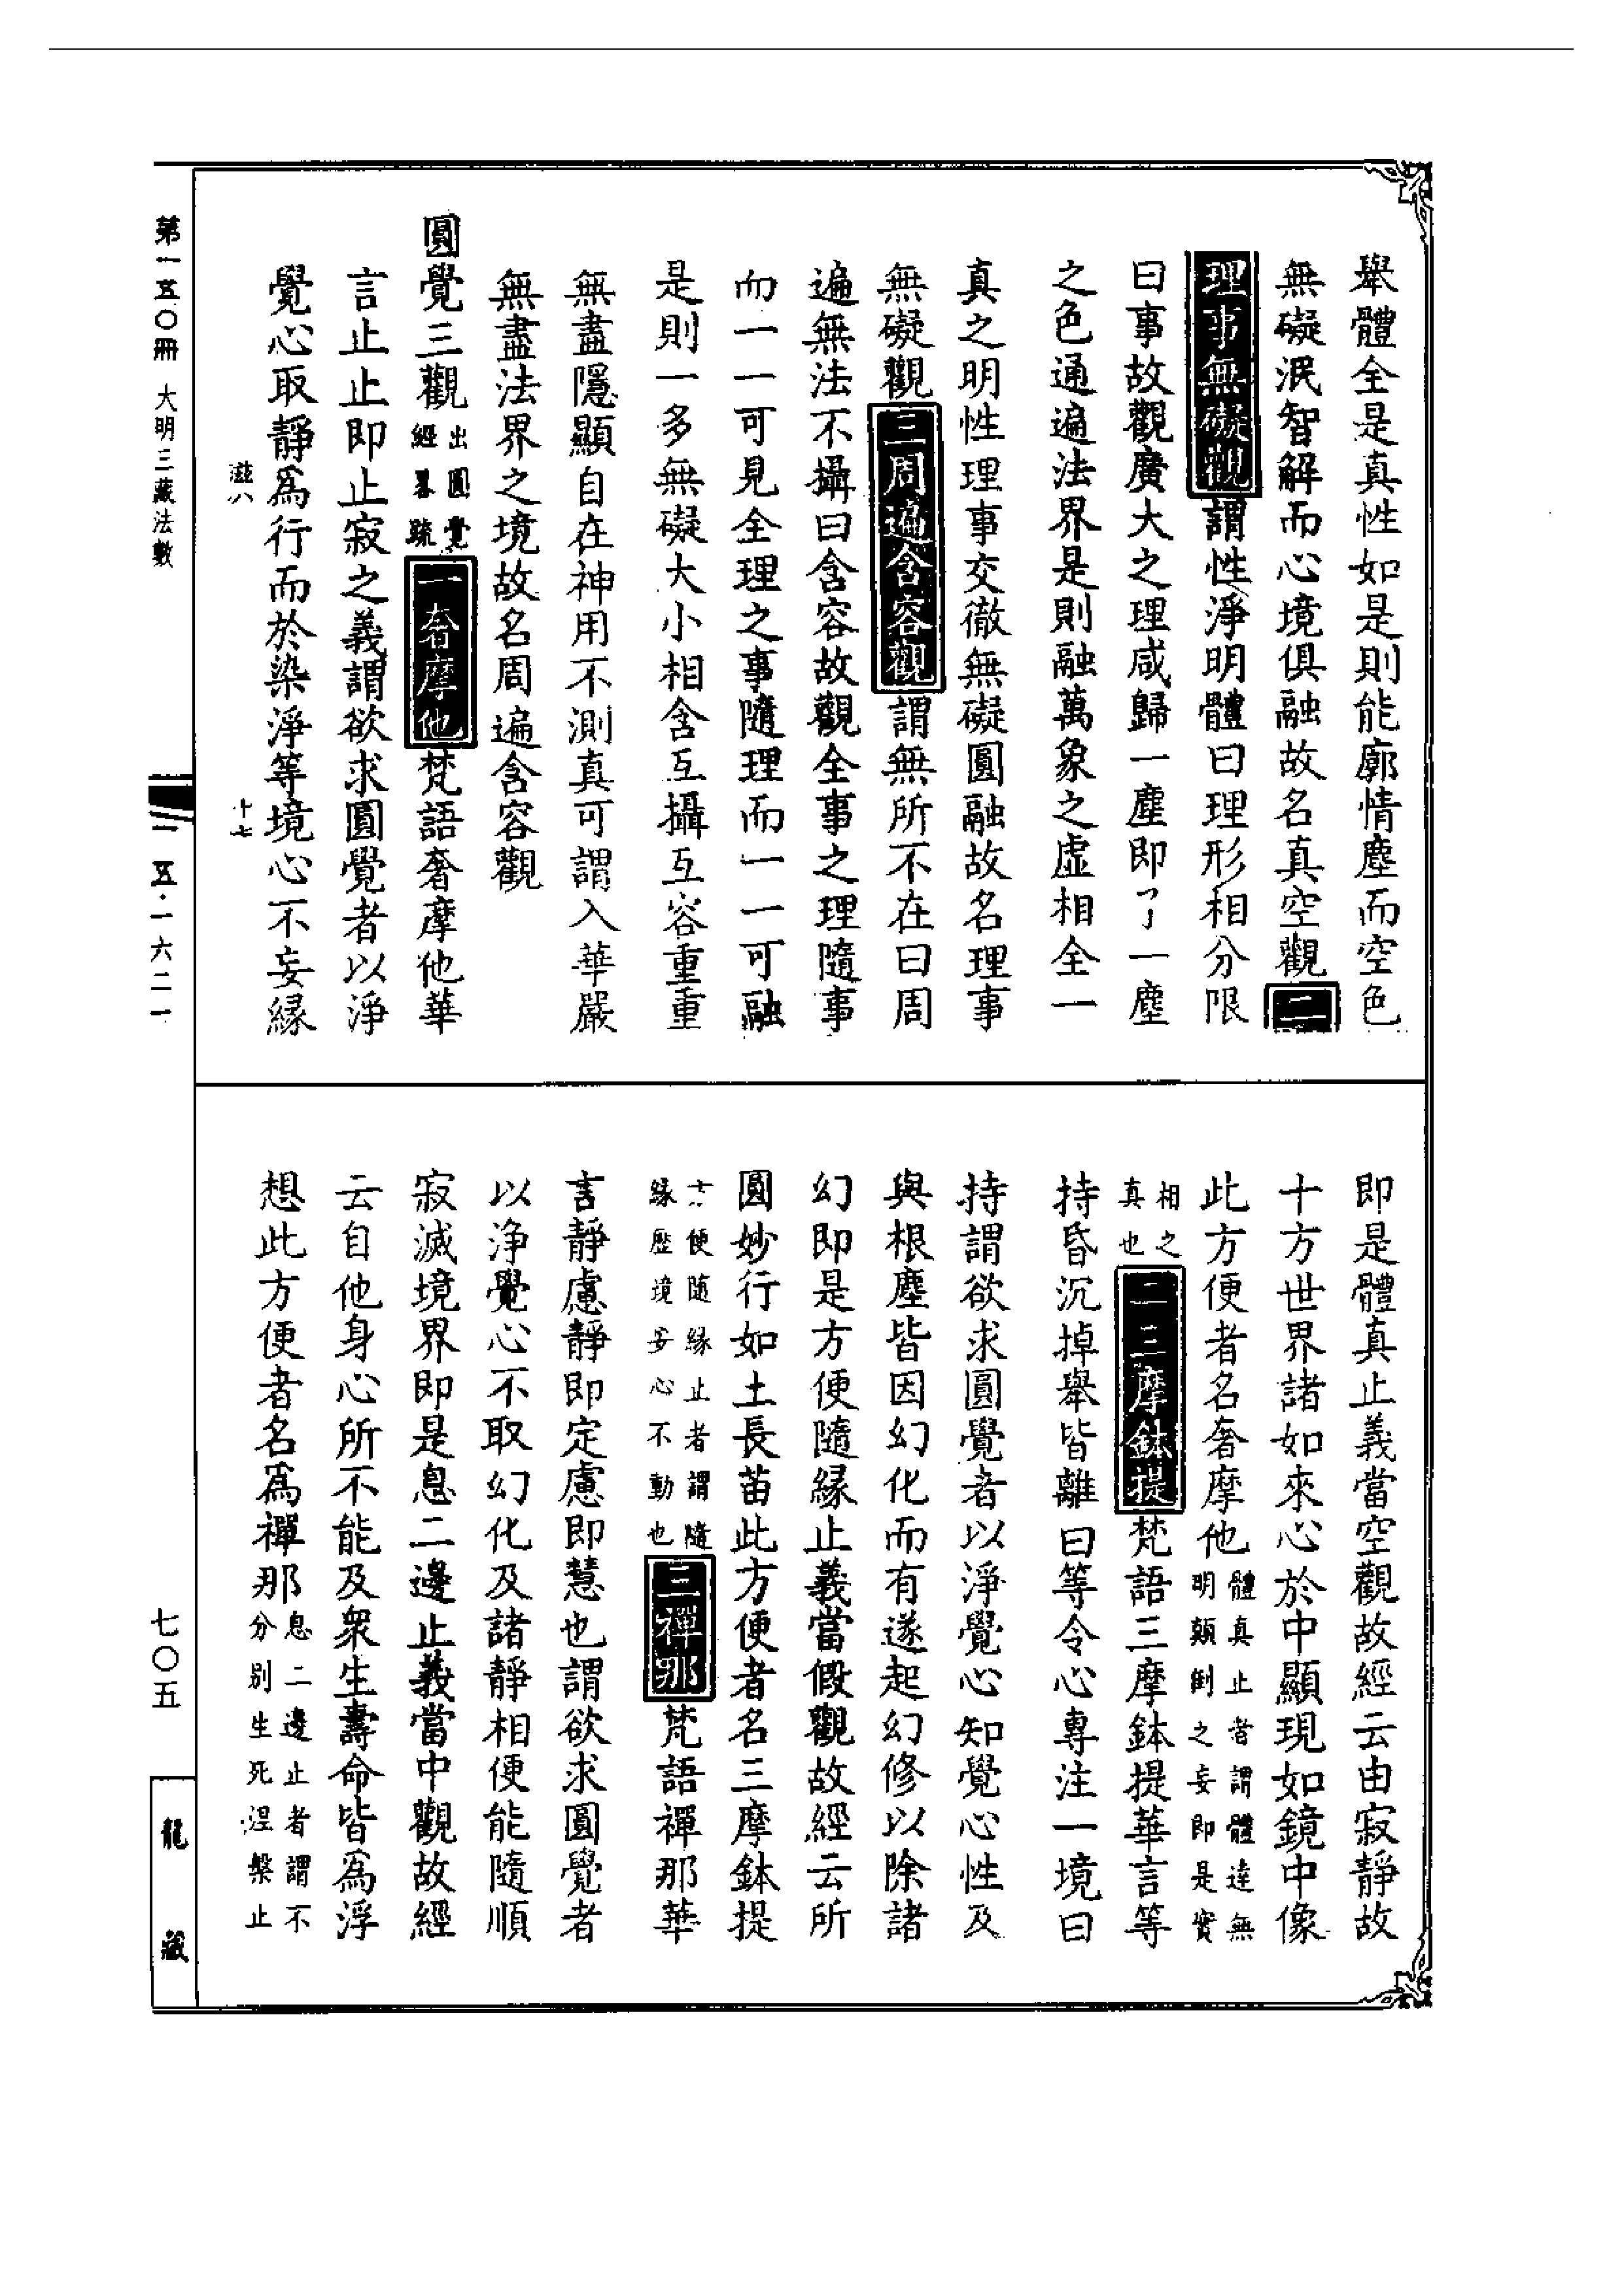 舉體全是真性如是則能廓情塵而空色
無礙泯智解而心境俱融故名真空觀二
理事無礙觀謂性淨明體曰理形相分限
曰事故觀廣大之理咸歸一塵即了一塵
之色通遍法界是則融萬象之虛相全一
真之明性理事交徹無礙圓融故名理事
無礙觀三周遍含容觀謂無所不在曰周
遍無法不攝曰含容故觀全事之理隨事
而一一可見全理之事隨理而一一可融
是則一多無礙大小相含互攝互容重重
無盡隱顯自在神用不測真可謂入華嚴
無盡法界之境故名周遍含容觀
圓覺三觀出圓覺經畧疏一奢摩他梵語奢摩他華
言止止即止寂之義謂欲求圓覺者以淨
覺心取靜為行而於染淨等境心不妄緣
即是體真止義當空觀故經云由寂靜故
十方世界諸如來心於中顯現如鏡中像
此方便者名奢摩他體真止者謂體達無明顛倒之妄即是實
相之真也二三摩鉢提梵語三摩鉢提華言等
持昏沉掉舉皆離曰等令心專注一境曰
持謂欲求圓覺者以淨覺心知覺心性及
與根塵皆因幻化而有遂起幻修以除諸
幻即是方便隨緣止義當假觀故經云所
圓妙行如土長苗此方便者名三摩鉢提
方便隨緣止者謂隨緣歷境妄心不動也三禪那梵語禪那華
言靜慮靜即定慮即慧也謂欲求圓覺者
以淨覺心不取幻化及諸靜相便能隨順
寂滅境界即是息二邊止義當中觀故經
云自他身心所不能及眾生壽命皆為浮
想此方便者名為禪那息二邊止者謂不分別生死涅槃止
滋八
十七
第一五〇冊 大明三藏法數
一五·一六二一
七〇五
龍藏